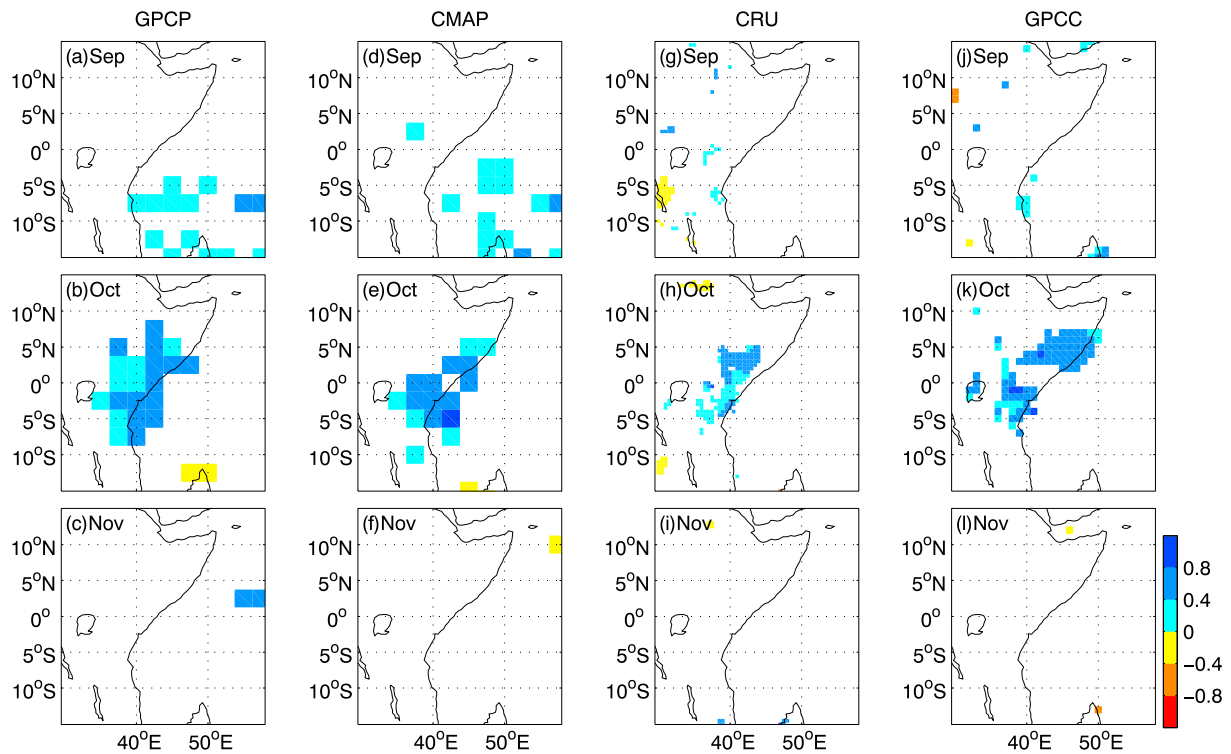 GPCP CMAP CRU GPCC
(a)Sep (d)Sep (g)Sep (j)Sep
10°N 10°N 10°N 10°N
5°N 5°N 5°N 5°N
0° 0° 0° 0°
5°S 5°S 5°S 5°S
10°S 10°S 10°S 10°S
(b)Oct (e)Oct (h)Oct (k)Oct
10°N 10°N 10°N 10°N
5°N 5°N 5°N 5°N
0° 0° 0° 0°
5°S 5°S 5°S 5°S
10°S 10°S 10°S 10°S
(c)Nov (f)Nov (i)Nov (l)Nov
10°N 10°N 10°N 10°N
5°N 5°N 5°N 5°N
0° 0° 0° 0°
5°S 5°S 5°S 5°S
10°S 10°S 10°S 10°S
40°E 50°E 40°E 50°E 40°E 50°E 40°E 50°E
0.8
0.4
0
−0.4
−0.8